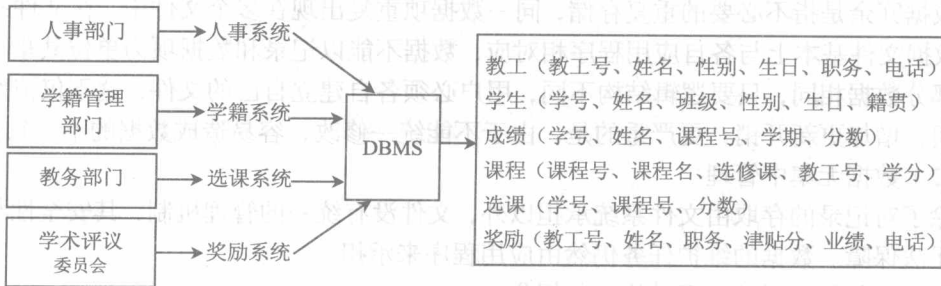 人事部门
人事系统
学籍管理
部门
学籍系统
教务部门
选课系统
学术评议
委员会
奖励系统
DBMS
教工（教工号、姓名、性别、生日、职务、电话）
学生（学号、姓名、班级、性别、生日、籍贯）
成绩（学号、姓名、课程号、学期、分数）
课程（课程号、课程名、选修课、教工号、学分）
选课（学号、课程号、分数）
奖励（教工号、姓名、职务、津贴分、业绩、电话）